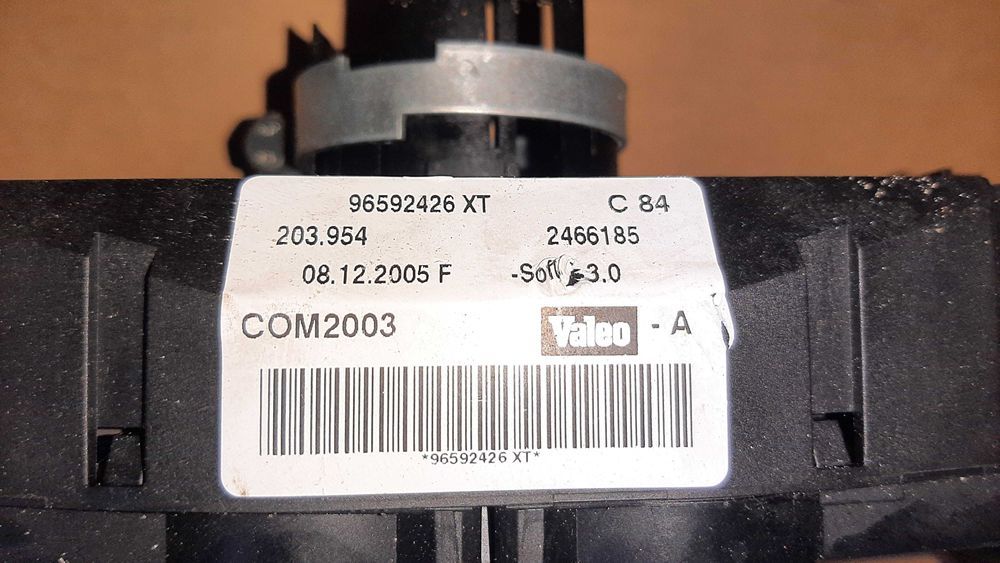 96592426 XT C 84
203.954 2466185
08.12.2005 F 3.0
COM2003 Valeo - A
*96592426 XT*